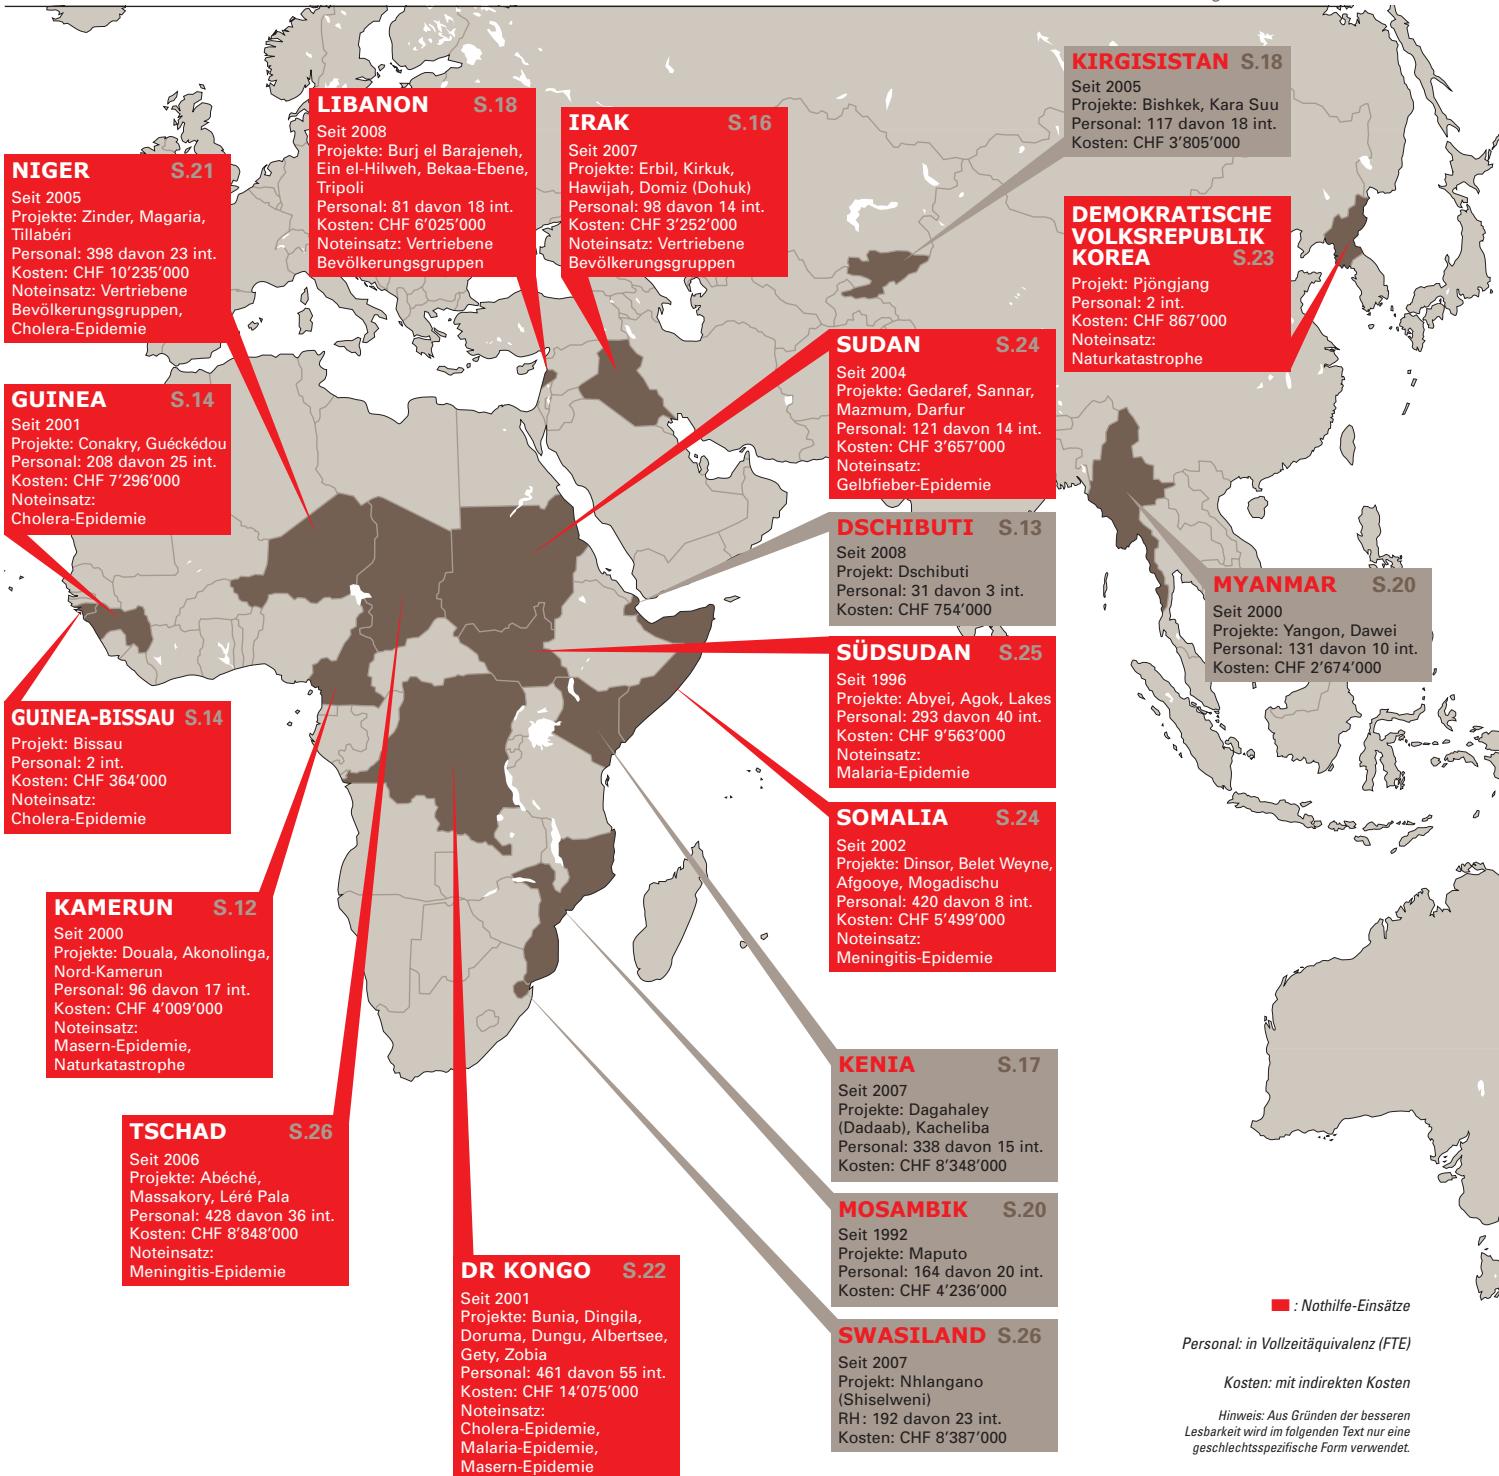 LIBANON S.18
Seit 2008
Projekte: Burj el Barajeneh,
Ein el-Hilweh, Bekaa-Ebene,
Tripoli
Personal: 81 davon 18 int.
Kosten: CHF 6’025’000
Noteinsatz: Vertriebene
Bevölkerungsgruppen
IRAK S.16
Seit 2007
Projekte: Erbil, Kirkuk,
Hawijah, Domiz (Dohuk)
Personal: 98 davon 14 int.
Kosten: CHF 3’252’000
Noteinsatz: Vertriebene
Bevölkerungsgruppen
KIRGISISTAN S.18
Seit 2005
Projekte: Bishkek, Kara Suu
Personal: 117 davon 18 int.
Kosten: CHF 3’805’000
NIGER S.21
Seit 2005
Projekte: Zinder, Magaria,
Tillabéri
Personal: 398 davon 23 int.
Kosten: CHF 10’235’000
Noteinsatz: Vertriebene
Bevölkerungsgruppen,
Cholera-Epidemie
DEMOKRATISCHE
VOLKSREPUBLIK
KOREA S.23
Projekt: Pjöngjang
Personal: 2 int.
Kosten: CHF 867’000
Noteinsatz:
Naturkatastrophe
SUDAN S.24
Seit 2004
Projekte: Gedaref, Sannar,
Mazmum, Darfur
Personal: 121 davon 14 int.
Kosten: CHF 3’657’000
Noteinsatz:
Gelbfieber-Epidemie
GUINEA S.14
Seit 2001
Projekte: Conakry, Guéckédou
Personal: 208 davon 25 int.
Kosten: CHF 7’296’000
Noteinsatz:
Cholera-Epidemie
DSCHIBUTI S.13
Seit 2008
Projekt: Dschibuti
Personal: 31 davon 3 int.
Kosten: CHF 754’000
MYANMAR S.20
Seit 2000
Projekte: Yangon, Dawei
Personal: 131 davon 10 int.
Kosten: CHF 2’674’000
SÜDSUDAN S.25
Seit 1996
Projekte: Abyei, Agok, Lakes
Personal: 293 davon 40 int.
Kosten: CHF 9’563’000
Noteinsatz:
Malaria-Epidemie
GUINEA-BISSAU S.14
Projekt: Bissau
Personal: 2 int.
Kosten: CHF 364’000
Noteinsatz:
Cholera-Epidemie
SOMALIA S.24
Seit 2002
Projekte: Dinsor, Belet Weyne,
Afgooye, Mogadischu
Personal: 420 davon 8 int.
Kosten: CHF 5’499’000
Noteinsatz:
Meningitis-Epidemie
KAMERUN S.12
Seit 2000
Projekte: Douala, Akonolinga,
Nord-Kamerun
Personal: 96 davon 17 int.
Kosten: CHF 4’009’000
Noteinsatz:
Masern-Epidemie,
Naturkatastrophe
KENIA S.17
Seit 2007
Projekte: Dagahaley
(Dadaab), Kacheliba
Personal: 338 davon 15 int.
Kosten: CHF 8’348’000
TSCHAD S.26
Seit 2006
Projekte: Abéché,
Massakory, Léré Pala
Personal: 428 davon 36 int.
Kosten: CHF 8’848’000
Noteinsatz:
Meningitis-Epidemie
MOSAMBIK S.20
Seit 1992
Projekte: Maputo
Personal: 164 davon 20 int.
Kosten: CHF 4’236’000
DR KONGO S.22
Seit 2001
Projekte: Bunia, Dingila,
Doruma, Dungu, Albertsee,
Gety, Zobia
Personal: 461 davon 55 int.
Kosten: CHF 14’075’000
Noteinsatz:
Cholera-Epidemie,
Malaria-Epidemie,
Masern-Epidemie
SWASILAND S.26
Seit 2007
Projekt: Nhlangano
(Shiselweni)
RH: 192 davon 23 int.
Kosten: CHF 8’387’000
: Nothilfe-Einsätze
Personal: in Vollzeitäquivalenz (FTE)
Kosten: mit indirekten Kosten
Hinweis: Aus Gründen der besseren
Lesbarkeit wird im folgenden Text nur eine
geschlechtsspezifische Form verwendet.